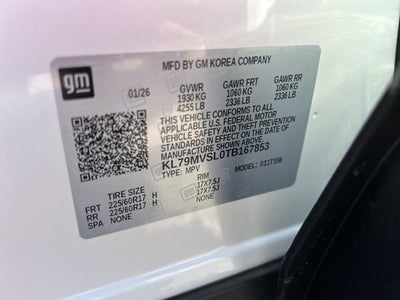 MFD BY GM KOREA COMPANY
gm
01/26 GVWR GAWR FRT GAWR RR
1930 KG 1060 KG 1060 KG
4255 LB 2336 LB 2336 LB
THIS VEHICLE CONFORMS TO ALL
APPLICABLE U.S. FEDERAL MOTOR
VEHICLE SAFETY, BUMPER, AND
THEFT PREVENTION STANDARDS IN
EFFECT ON THE DATE OF
MANUFACTURE SHOWN ABOVE.
KL79MVSL0TB167853
TYPE: MPV MODEL:
TIRE SIZE RIM
FRT 225/60R17 H 17X7.5J
RR 225/60R17 H 17X7.5J
SPA NONE NONE